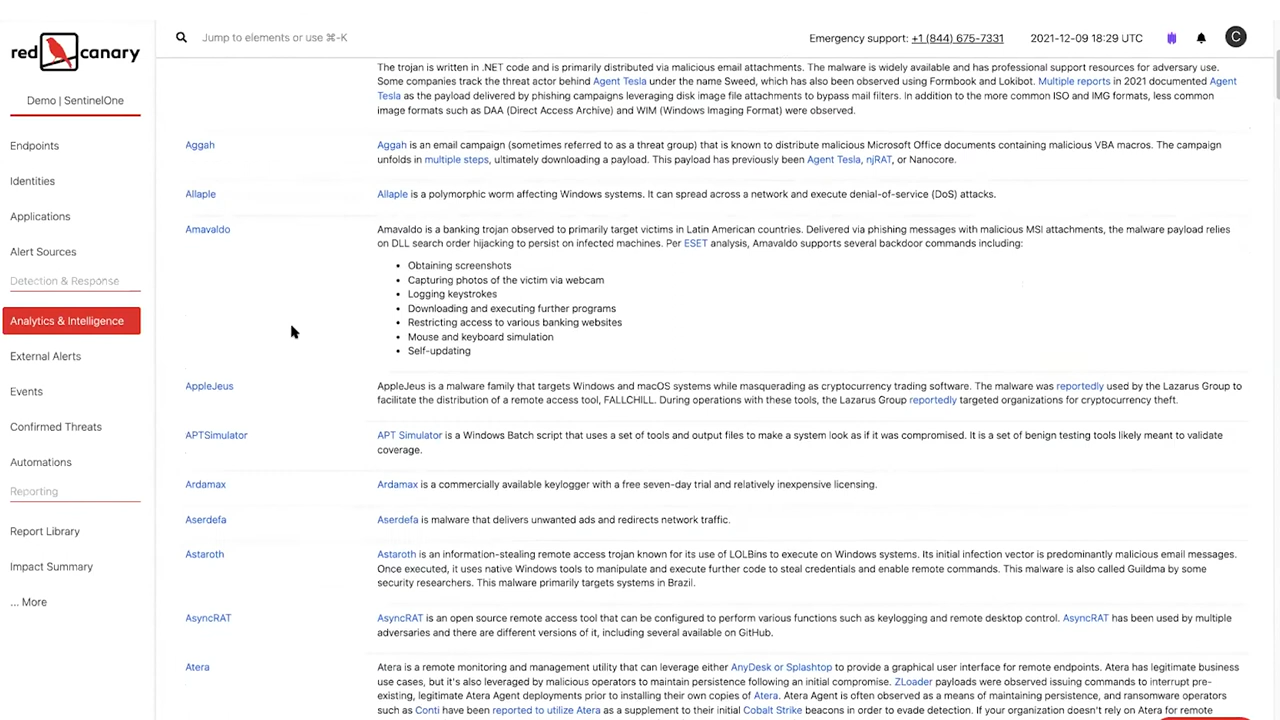 red canary
Jump to elements or use ⌘-K
Emergency support: +1 (844) 675-7331
2021-12-09 18:29 UTC
C
Demo | SentinelOne
Endpoints
Identities
Applications
Alert Sources
Detection & Response
Analytics & Intelligence
External Alerts
Events
Confirmed Threats
Automations
Reporting
Report Library
Impact Summary
... More
The trojan is written in .NET code and is primarily distributed via malicious email attachments. The malware is widely available and has professional support resources for adversary use.
Some companies track the threat actor behind Agent Tesla under the name Sweed, which has also been observed using Formbook and Lokibot. Multiple reports in 2021 documented Agent
Tesla as the payload delivered by phishing campaigns leveraging disk image file attachments to bypass mail filters. In addition to the more common ISO and IMG formats, less common
image formats such as DAA (Direct Access Archive) and WIM (Windows Imaging Format) were observed.
Aggah
Aggah is an email campaign (sometimes referred to as a threat group) that is known to distribute malicious Microsoft Office documents containing malicious VBA macros. The campaign
unfolds in multiple steps, ultimately downloading a payload. This payload has previously been Agent Tesla, njRAT, or Nanocore.
Allaple
Allaple is a polymorphic worm affecting Windows systems. It can spread across a network and execute denial-of-service (DoS) attacks.
Amavaldo
Amavaldo is a banking trojan observed to primarily target victims in Latin American countries. Delivered via phishing messages with malicious MSI attachments, the malware payload relies
on DLL search order hijacking to persist on infected machines. Per ESET analysis, Amavaldo supports several backdoor commands including:
• Obtaining screenshots
• Capturing photos of the victim via webcam
• Logging keystrokes
• Downloading and executing further programs
• Restricting access to various banking websites
• Mouse and keyboard simulation
• Self-updating
AppleJeus
AppleJeus is a malware family that targets Windows and macOS systems while masquerading as cryptocurrency trading software. The malware was reportedly used by the Lazarus Group to
facilitate the distribution of a remote access tool, FALLCHILL. During operations with these tools, the Lazarus Group reportedly targeted organizations for cryptocurrency theft.
APTSimulator
APT Simulator is a Windows Batch script that uses a set of tools and output files to make a system look as if it was compromised. It is a set of benign testing tools likely meant to validate
coverage.
Ardamax
Ardamax is a commercially available keylogger with a free seven-day trial and relatively inexpensive licensing.
Aserdefa
Aserdefa is malware that delivers unwanted ads and redirects network traffic.
Astaroth
Astaroth is an information-stealing remote access trojan known for its use of LOLBins to execute on Windows systems. Its initial infection vector is predominantly malicious email messages.
Once executed, it uses native Windows tools to manipulate and execute further code to steal credentials and enable remote commands. This malware is also called Guildma by some
security researchers. This malware primarily targets systems in Brazil.
AsyncRAT
AsyncRAT is an open source remote access tool that can be configured to perform various functions such as keylogging and remote desktop control. AsyncRAT has been used by multiple
adversaries and there are different versions of it, including several available on GitHub.
Atera
Atera is a remote monitoring and management utility that can leverage either AnyDesk or Splashtop to provide a graphical user interface for remote endpoints. Atera has legitimate business
use cases, but it's also leveraged by malicious operators to maintain persistence following an initial compromise. ZLoader payloads were observed issuing commands to interrupt pre-
existing, legitimate Atera Agent deployments prior to installing their own copies of Atera. Atera Agent is often observed as a means of maintaining persistence, and ransomware operators
such as Conti have been reported to utilize Atera as a supplement to their initial Cobalt Strike beacons in order to evade detection. If your organization doesn't rely on Atera for remote